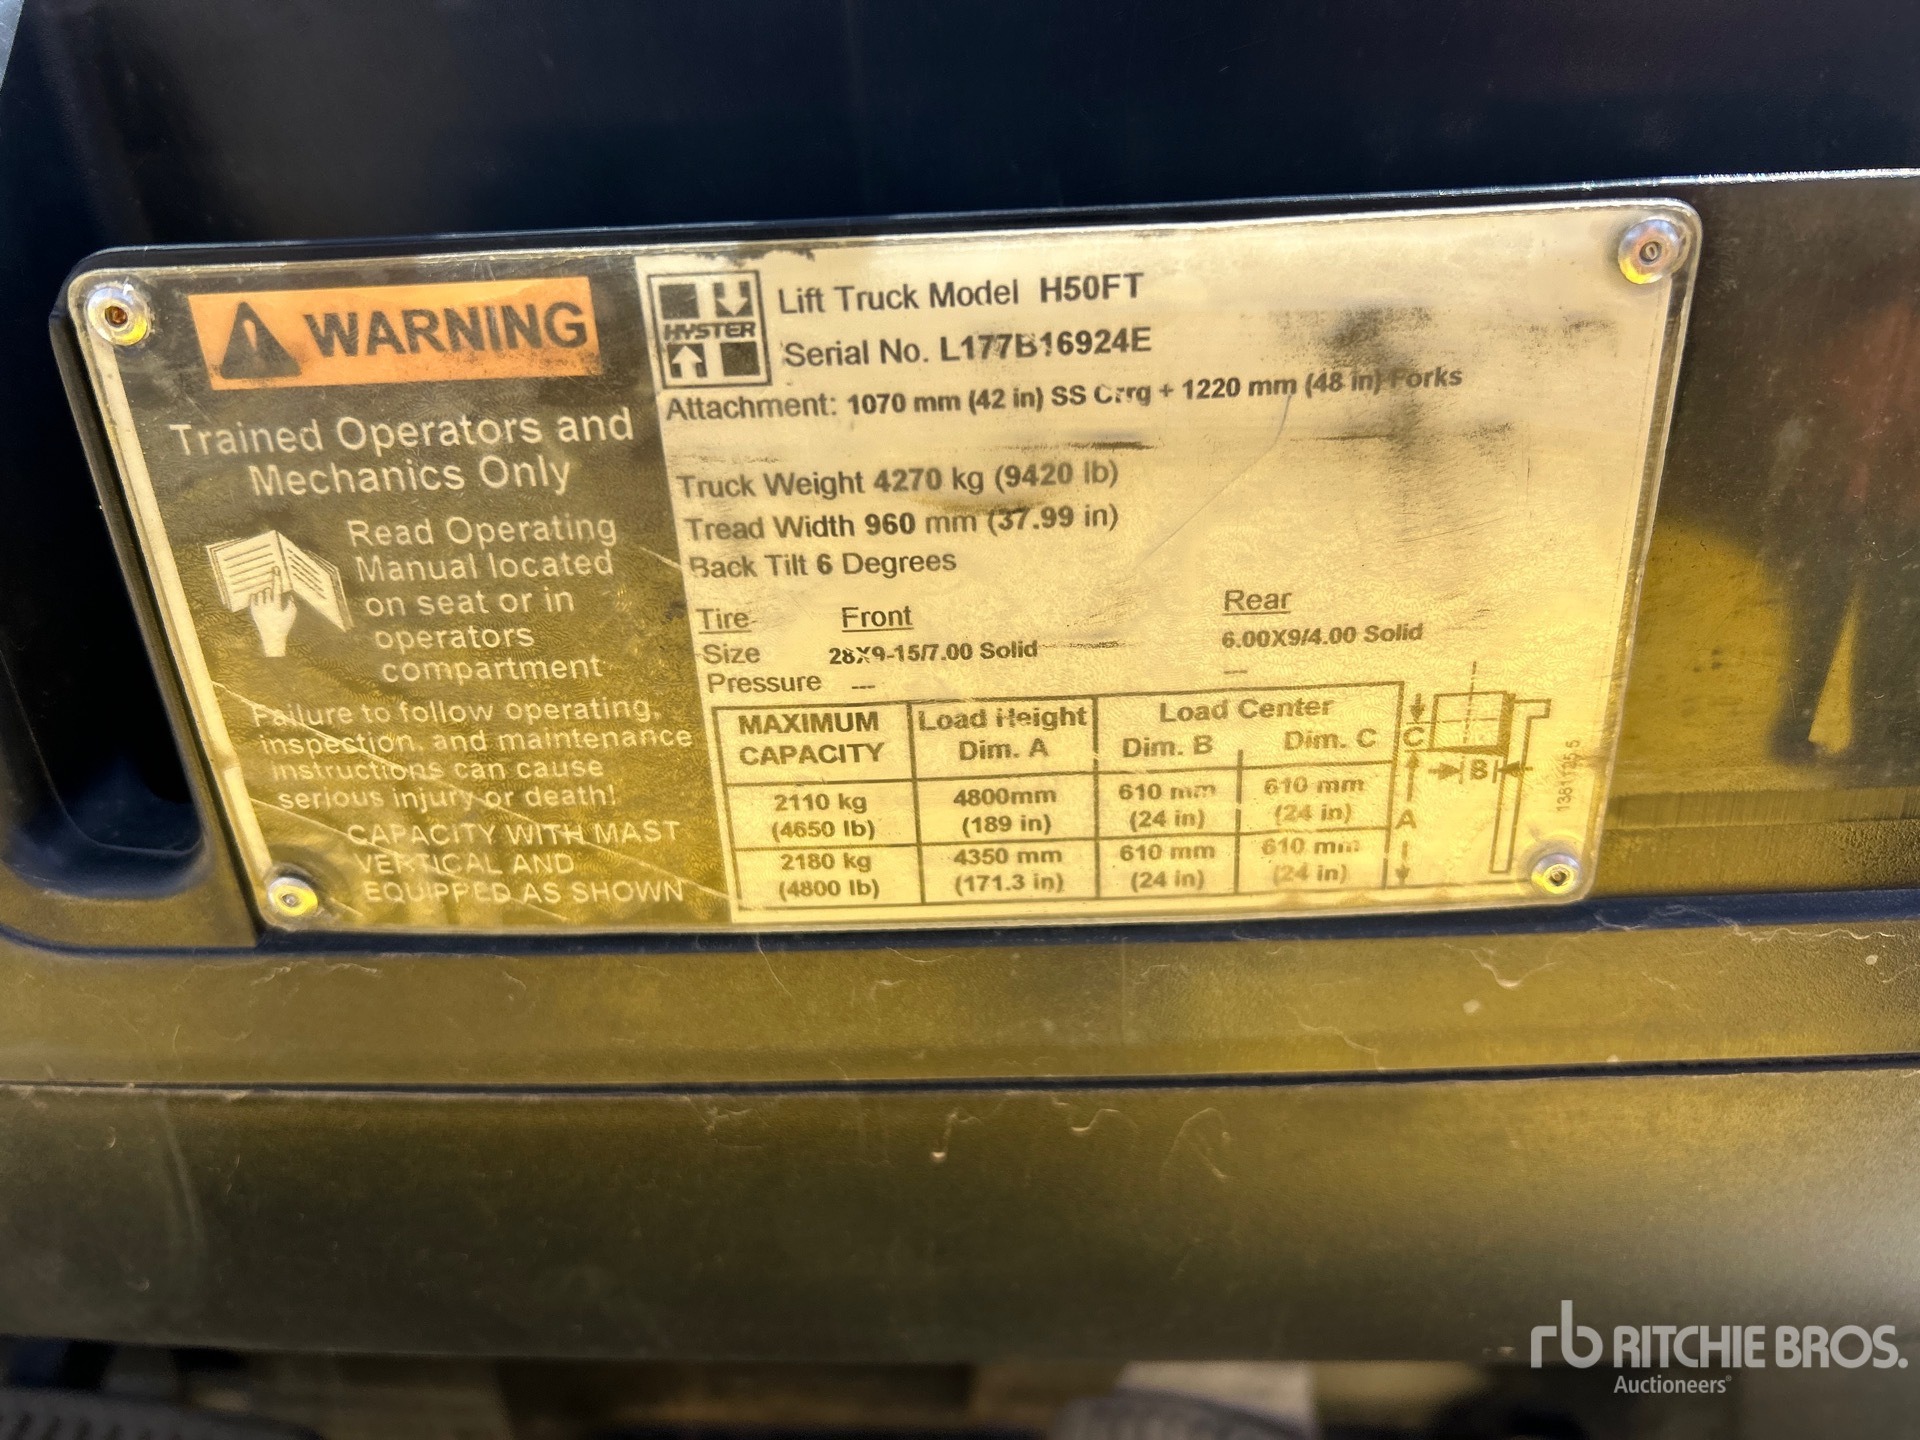 WARNING
Trained Operators and
Mechanics Only
Read Operating
Manual located
on seat or in
operators
compartment
Failure to follow operating,
inspection, and maintenance
instructions can cause
serious injury or death!
CAPACITY WITH MAST
VERTICAL AND
EQUIPPED AS SHOWN
HYSTER
Lift Truck Model H50FT
Serial No. L177B16924E
Attachment: 1070 mm (42 in) SS Crrg + 1220 mm (48 in) Forks
Truck Weight 4270 kg (9420 lb)
Tread Width 960 mm (37.99 in)
Back Tilt 6 Degrees
Tire Front Rear
Size 28X9-15/7.00 Solid 6.00X9/4.00 Solid
Pressure --- ---
MAXIMUM CAPACITY Load Height Dim. A Load Center
Dim. B Dim. C
2110 kg 4800mm 610 mm 610 mm
(4650 lb) (189 in) (24 in) (24 in)
2180 kg 4350 mm 610 mm 610 mm
(4800 lb) (171.3 in) (24 in) (24 in)
C
B
A
rb RITCHIE BROS.
Auctioneers